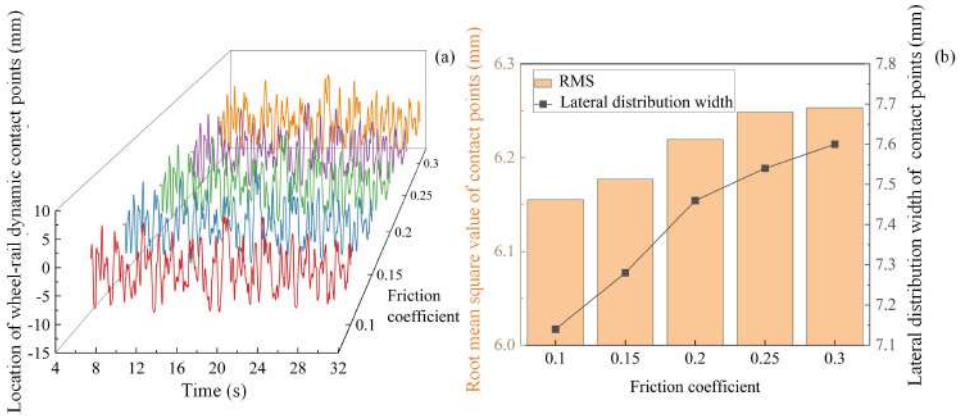 Location of wheel-rail dynamic contact points (mm)
(a)
10
5
0
-5
-10
-15
4 8 12 16 20 24 28 32
Time (s)
0.3
0.25
0.2
0.15
0.1
Friction
coefficient
Root mean square value of contact points (mm)
6.3
6.2
6.1
6.0
RMS
Lateral distribution width
0.1 0.15 0.2 0.25 0.3
Friction coefficient
7.8
7.7
7.6
7.5
7.4
7.3
7.2
7.1
Lateral distribution width of contact points (mm)
(b)